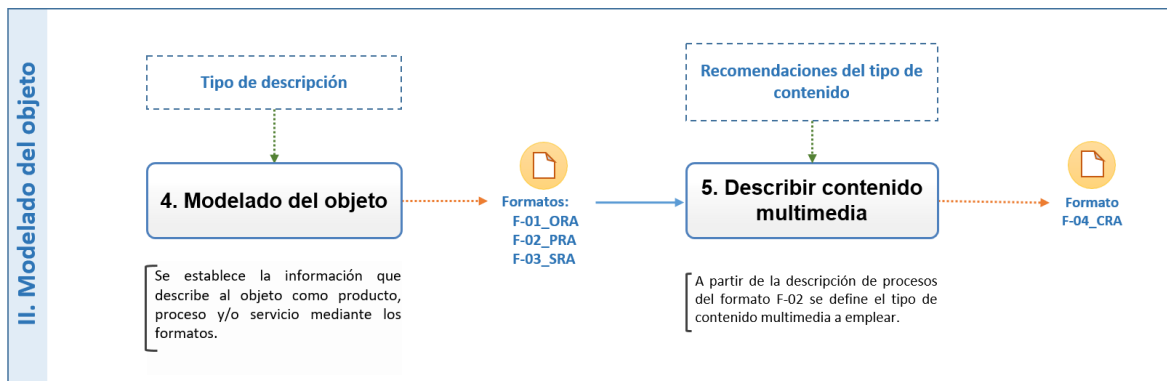 II. Modelado del objeto
Tipo de descripción
Recomendaciones del tipo de
contenido
4. Modelado del objeto
Formatos:
F-01_ORA
F-02_PRA
F-03_SRA
5. Describir contenido
multimedia
Formato
F-04_CRA
Se establece la información que
describe al objeto como producto,
proceso y/o servicio mediante los
formatos.
A partir de la descripción de procesos
del formato F-02 se define el tipo de
contenido multimedia a emplear.